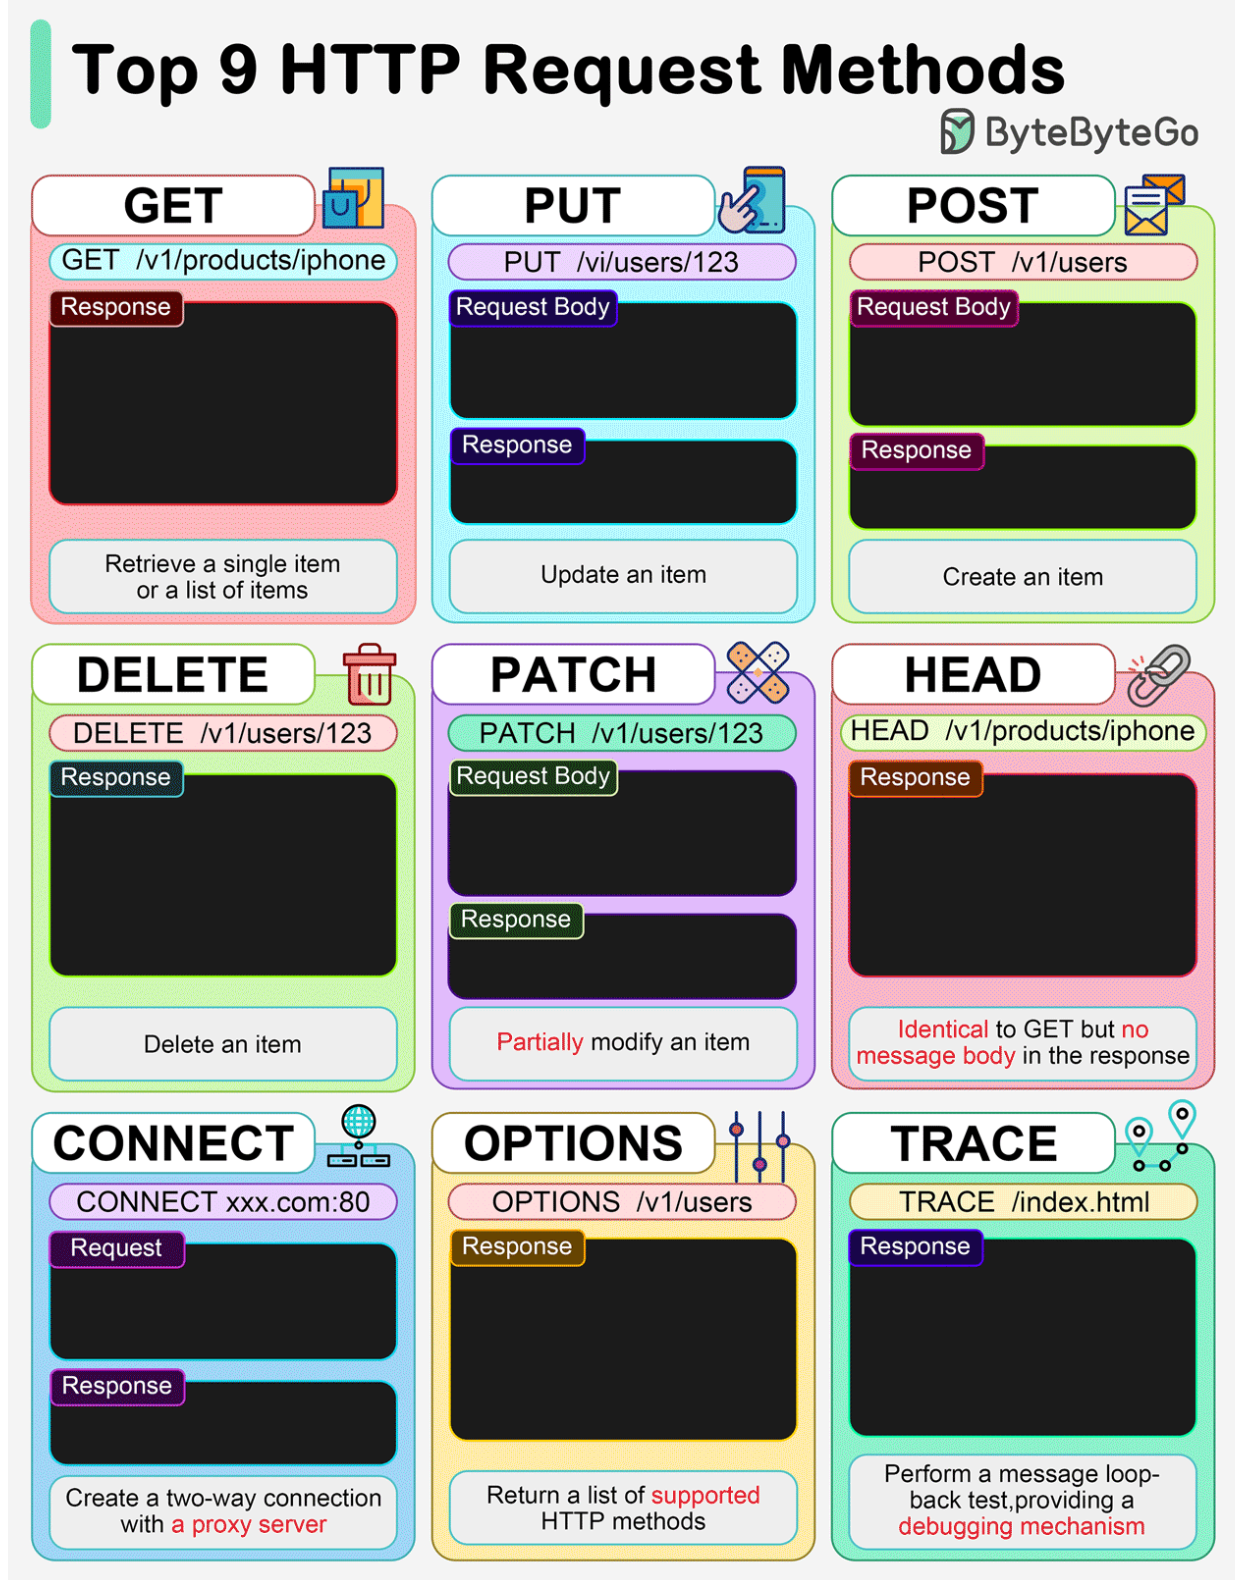 Top 9 HTTP Request Methods
ByteByteGo
GET
GET /v1/products/iphone
Response
Retrieve a single item
or a list of items
PUT
PUT /vi/users/123
Request Body
Response
Update an item
POST
POST /v1/users
Request Body
Response
Create an item
DELETE
DELETE /v1/users/123
Response
Delete an item
PATCH
PATCH /v1/users/123
Request Body
Response
Partially modify an item
HEAD
HEAD /v1/products/iphone
Response
Identical to GET but no
message body in the response
CONNECT
CONNECT xxx.com:80
Request
Response
Create a two-way connection
with a proxy server
OPTIONS
OPTIONS /v1/users
Response
Return a list of supported
HTTP methods
TRACE
TRACE /index.html
Response
Perform a message loop-
back test,providing a
debugging mechanism